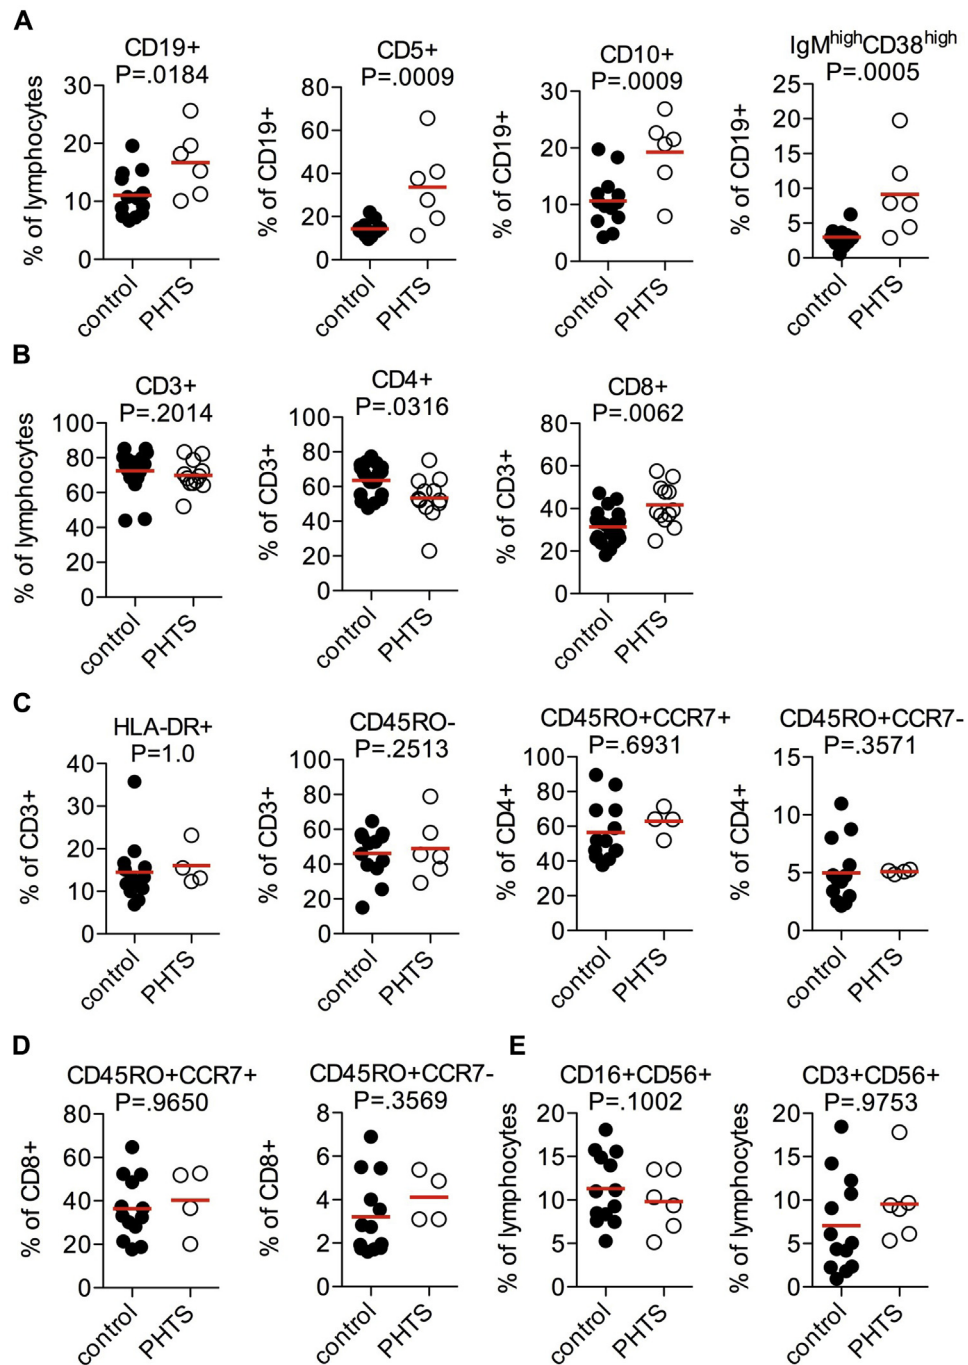 A
CD19+
P=.0184
% of lymphocytes
30
20
10
0
control
PHTS
CD5+
P=.0009
% of CD19+
80
60
40
20
0
control
PHTS
CD10+
P=.0009
% of CD19+
30
20
10
0
control
PHTS
IgMhighCD38high
P=.0005
% of CD19+
25
20
15
10
5
0
control
PHTS
B
CD3+
P=.2014
% of lymphocytes
100
80
60
40
20
0
control
PHTS
CD4+
P=.0316
% of CD3+
100
80
60
40
20
0
control
PHTS
CD8+
P=.0062
% of CD3+
80
60
40
20
0
control
PHTS
C
HLA-DR+
P=1.0
% of CD3+
40
30
20
10
0
control
PHTS
CD45RO-
P=.2513
% of CD3+
100
80
60
40
20
0
control
PHTS
CD45RO+CCR7+
P=.6931
% of CD4+
100
80
60
40
20
0
control
PHTS
CD45RO+CCR7-
P=.3571
% of CD4+
15
10
5
0
control
PHTS
D
CD45RO+CCR7+
P=.9650
% of CD8+
80
60
40
20
0
control
PHTS
CD45RO+CCR7-
P=.3569
% of CD8+
8
6
4
2
0
control
PHTS
E
CD16+CD56+
P=.1002
% of lymphocytes
20
15
10
5
0
control
PHTS
CD3+CD56+
P=.9753
% of lymphocytes
20
15
10
5
0
control
PHTS